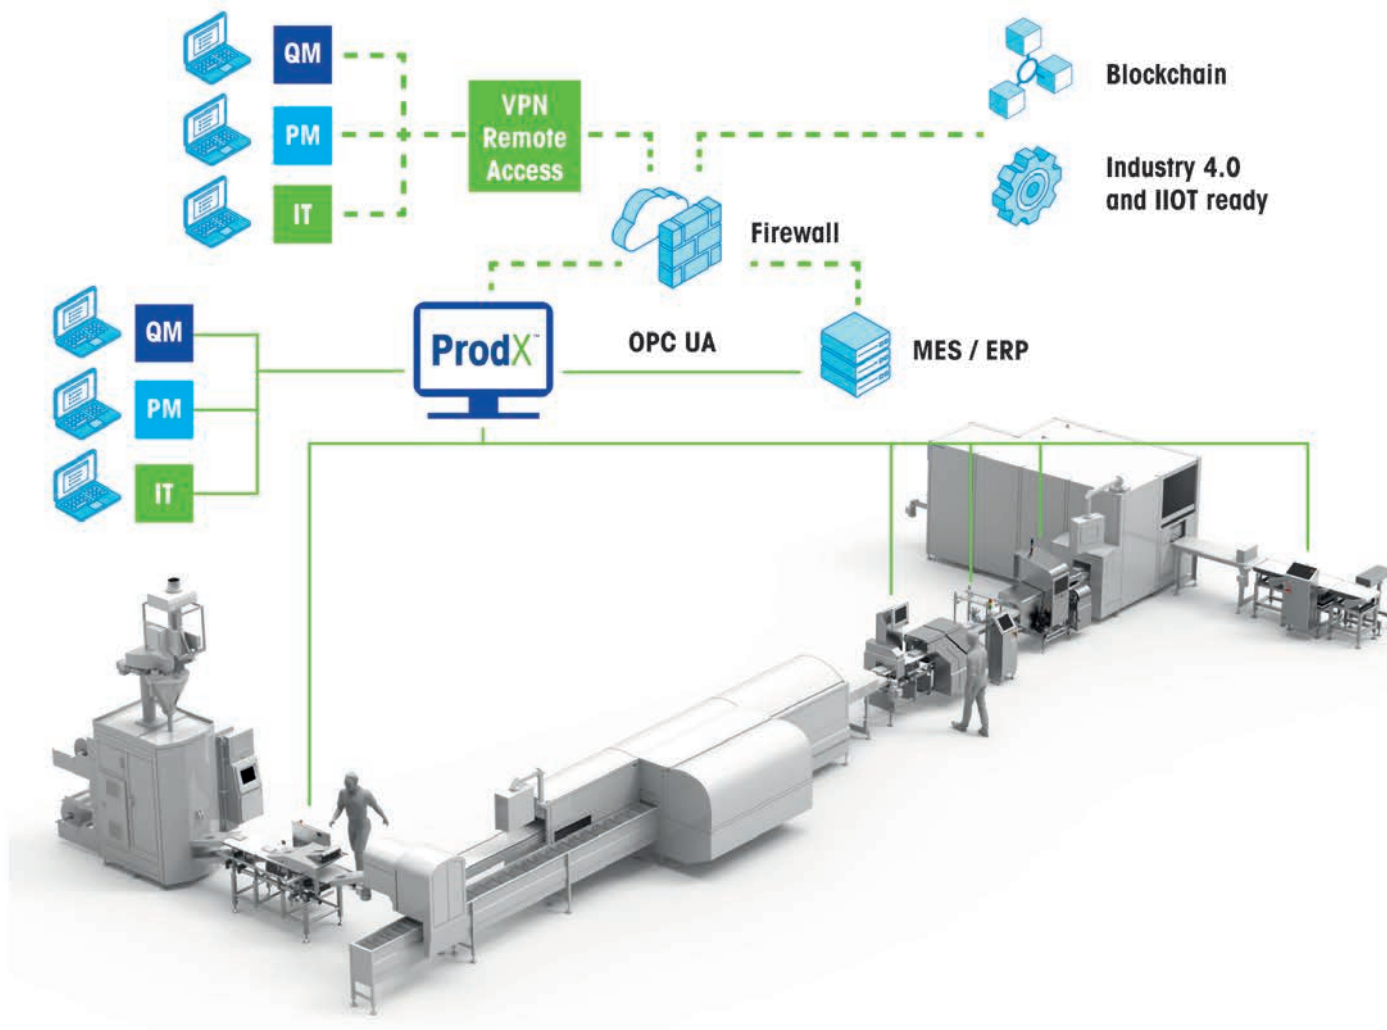 QM
PM
IT
VPN
Remote
Access
Blockchain
Industry 4.0
and IIOT ready
Firewall
QM
PM
IT
ProdX™
OPC UA
MES / ERP